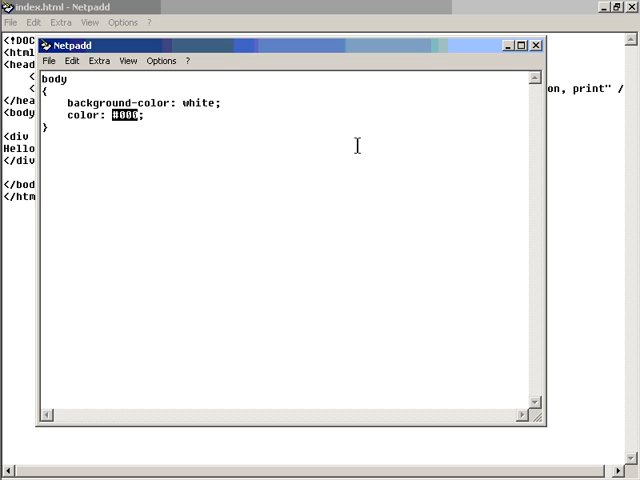 index.html - Netpadd
File Edit View Options ?
<!DOC
<html
<head
<
on, print" /
</hea
<body
<div
Hello
</div
</bod
</htm
Netpadd
File Edit Extra View Options ?
body
{
background-color: white;
color: #000;
}